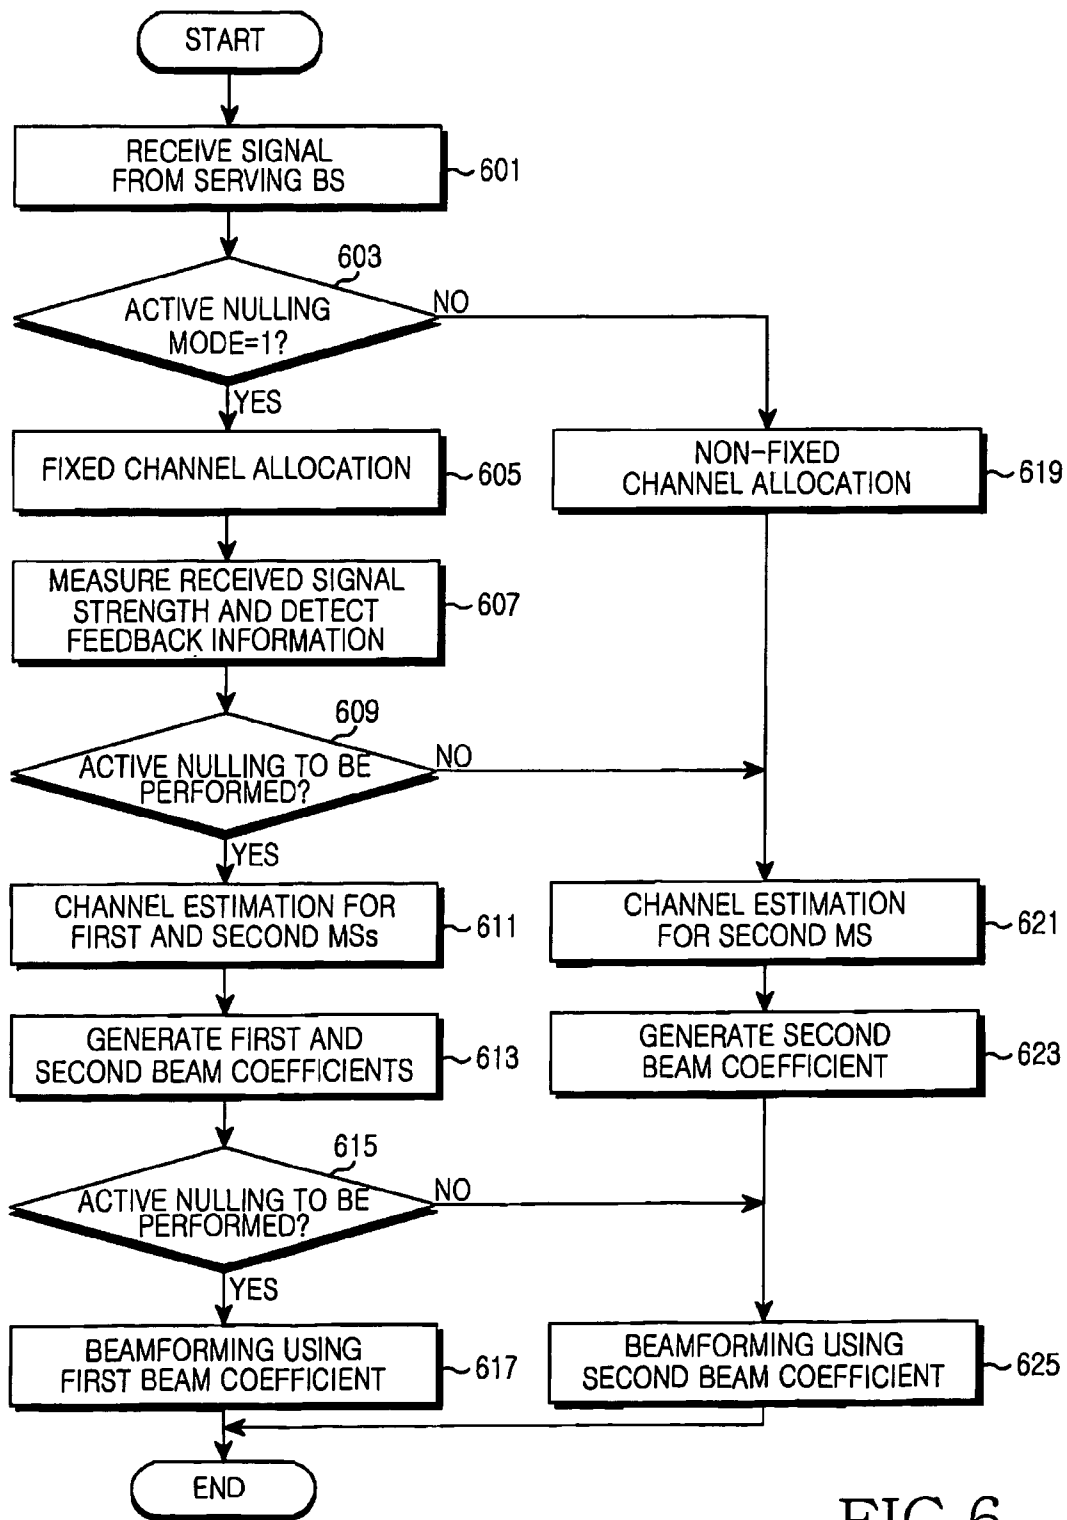 START
RECEIVE SIGNAL
FROM SERVING BS
601
603
ACTIVE NULLING
MODE=1?
NO
YES
FIXED CHANNEL ALLOCATION
605
NON-FIXED
CHANNEL ALLOCATION
619
MEASURE RECEIVED SIGNAL
STRENGTH AND DETECT
FEEDBACK INFORMATION
607
609
ACTIVE NULLING TO BE
PERFORMED?
NO
YES
CHANNEL ESTIMATION FOR
FIRST AND SECOND MSs
611
CHANNEL ESTIMATION
FOR SECOND MS
621
GENERATE FIRST AND
SECOND BEAM COEFFICIENTS
613
GENERATE SECOND
BEAM COEFFICIENT
623
615
ACTIVE NULLING TO BE
PERFORMED?
NO
YES
BEAMFORMING USING
FIRST BEAM COEFFICIENT
617
BEAMFORMING USING
SECOND BEAM COEFFICIENT
625
END
FIG.6